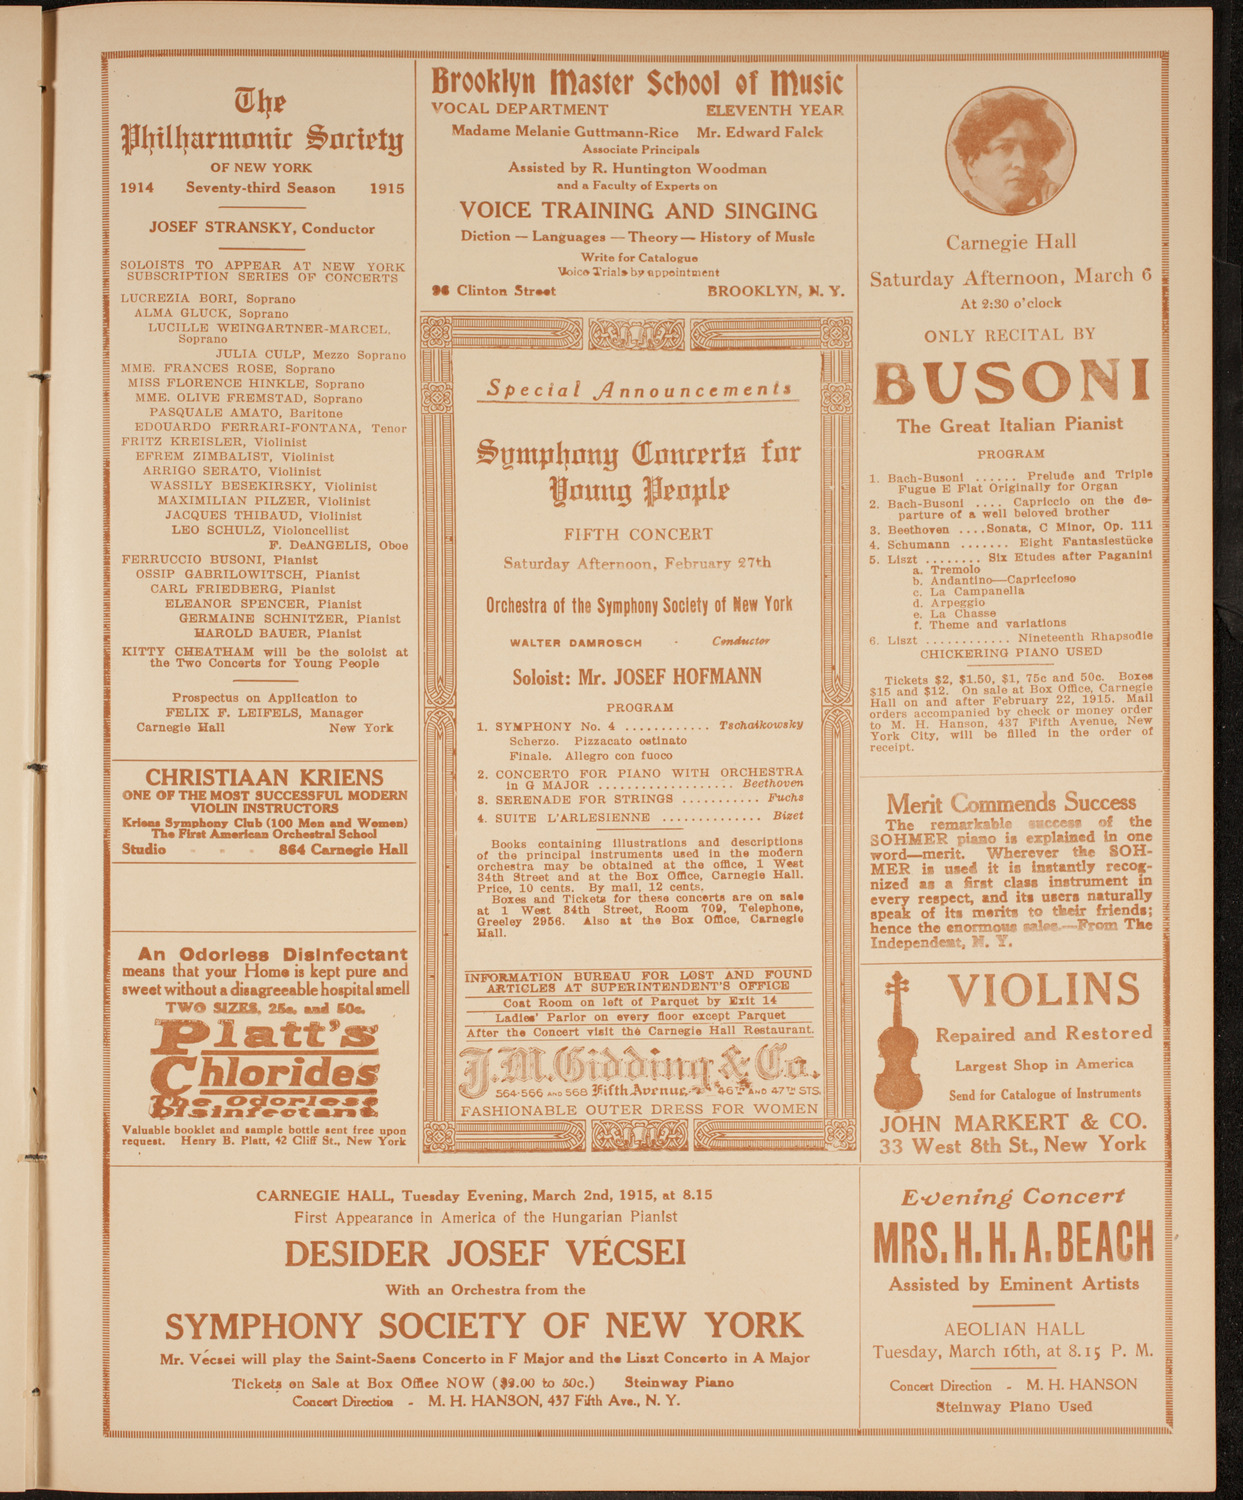 The
Philharmonic Society
OF NEW YORK
1914 Seventy-third Season 1915
JOSEF STRANSKY, Conductor
SOLOISTS TO APPEAR AT NEW YORK
SUBSCRIPTION SERIES OF CONCERTS
LUCREZIA BORI, Soprano
ALMA GLUCK, Soprano
LUCILLE WEINGARTNER-MARCEL,
Soprano
JULIA CULP, Mezzo Soprano
MME. FRANCES ROSE, Soprano
MISS FLORENCE HINKLE, Soprano
MME. OLIVE FREMSTAD, Soprano
PASQUALE AMATO, Baritone
EDOUARDO FERRARI-FONTANA, Tenor
FRITZ KREISLER, Violinist
EFREM ZIMBALIST, Violinist
ARRIGO SERATO, Violinist
WASSILY BESEKIRSKY, Violinist
MAXIMILIAN PILZER, Violinist
JACQUES THIBAUD, Violinist
LEO SCHULZ, Violoncellist
F. DeANGELIS, Oboe
FERRUCCIO BUSONI, Pianist
OSSIP GABRILOWITSCH, Pianist
CARL FRIEDBERG, Pianist
ELEANOR SPENCER, Pianist
GERMAINE SCHNITZER, Pianist
HAROLD BAUER, Pianist
KITTY CHEATHAM will be the soloist at
the Two Concerts for Young People
Prospectus on Application to
FELIX F. LEIFELS, Manager
Carnegie Hall New York
CHRISTIAAN KRIENS
ONE OF THE MOST SUCCESSFUL MODERN
VIOLIN INSTRUCTORS
Kriens Symphony Club (100 Men and Women)
The First American Orchestral School
Studio - - - 864 Carnegie Hall
An Odorless Disinfectant
means that your Home is kept pure and
sweet without a disagreeable hospital smell
TWO SIZES, 25c. and 50c.
Platt's
Chlorides
The Odorless
Disinfectant
Valuable booklet and sample bottle sent free upon
request. Henry B. Platt, 42 Cliff St., New York
Brooklyn Master School of Music
VOCAL DEPARTMENT ELEVENTH YEAR
Madame Melanie Guttmann-Rice Mr. Edward Falck
Associate Principals
Assisted by R. Huntington Woodman
and a Faculty of Experts on
VOICE TRAINING AND SINGING
Diction — Languages — Theory — History of Music
Write for Catalogue
Voice Trials by appointment
96 Clinton Street BROOKLYN, N. Y.
Special Announcements
Symphony Concerts for
Young People
FIFTH CONCERT
Saturday Afternoon, February 27th
Orchestra of the Symphony Society of New York
WALTER DAMROSCH - Conductor
Soloist: Mr. JOSEF HOFMANN
PROGRAM
1. SYMPHONY No. 4 ............ Tschaikowsky
Scherzo. Pizzacato ostinato
Finale. Allegro con fuoco
2. CONCERTO FOR PIANO WITH ORCHESTRA
in G MAJOR ................... Beethoven
3. SERENADE FOR STRINGS ........... Fuchs
4. SUITE L'ARLESIENNE .............. Bizet
Books containing illustrations and descriptions
of the principal instruments used in the modern
orchestra may be obtained at the office, 1 West
34th Street and at the Box Office, Carnegie Hall.
Price, 10 cents. By mail, 12 cents.
Boxes and Tickets for these concerts are on sale
at 1 West 34th Street, Room 709, Telephone,
Greeley 2956. Also at the Box Office, Carnegie
Hall.
INFORMATION BUREAU FOR LOST AND FOUND
ARTICLES AT SUPERINTENDENT'S OFFICE
Coat Room on left of Parquet by Exit 14
Ladies' Parlor on every floor except Parquet
After the Concert visit the Carnegie Hall Restaurant.
J.M. Gidding & Co.
564-566 AND 568 Fifth Avenue 46TH AND 47TH STS.
FASHIONABLE OUTER DRESS FOR WOMEN
Carnegie Hall
Saturday Afternoon, March 6
At 2:30 o'clock
ONLY RECITAL BY
BUSONI
The Great Italian Pianist
PROGRAM
1. Bach-Busoni ...... Prelude and Triple
Fugue E Flat Originally for Organ
2. Bach-Busoni .... Capriccio on the de-
parture of a well beloved brother
3. Beethoven ....Sonata, C Minor, Op. 111
4. Schumann ....... Eight Fantasiestücke
5. Liszt ........ Six Etudes after Paganini
a. Tremolo
b. Andantino—Capriccioso
c. La Campanella
d. Arpeggio
e. La Chasse
f. Theme and variations
6. Liszt ............ Nineteenth Rhapsodie
CHICKERING PIANO USED
Tickets $2, $1.50, $1, 75c and 50c. Boxes
$15 and $12. On sale at Box Office, Carnegie
Hall on and after February 22, 1915. Mail
orders accompanied by check or money order
to M. H. Hanson, 437 Fifth Avenue, New
York City, will be filled in the order of
receipt.
Merit Commends Success
The remarkable success of the
SOHMER piano is explained in one
word—merit. Wherever the SOH-
MER is used it is instantly recog-
nized as a first class instrument in
every respect, and its users naturally
speak of its merits to their friends;
hence the enormous sales.—From The
Independent, N. Y.
VIOLINS
Repaired and Restored
Largest Shop in America
Send for Catalogue of Instruments
JOHN MARKERT & CO.
33 West 8th St., New York
CARNEGIE HALL, Tuesday Evening, March 2nd, 1915, at 8.15
First Appearance in America of the Hungarian Pianist
DESIDER JOSEF VÉCSEI
With an Orchestra from the
SYMPHONY SOCIETY OF NEW YORK
Mr. Vécsei will play the Saint-Saens Concerto in F Major and the Liszt Concerto in A Major
Tickets on Sale at Box Office NOW ($2.00 to 50c.) Steinway Piano
Concert Direction - M. H. HANSON, 437 Fifth Ave., N. Y.
Evening Concert
MRS. H. H. A. BEACH
Assisted by Eminent Artists
AEOLIAN HALL
Tuesday, March 16th, at 8.15 P. M.
Concert Direction - M. H. HANSON
Steinway Piano Used